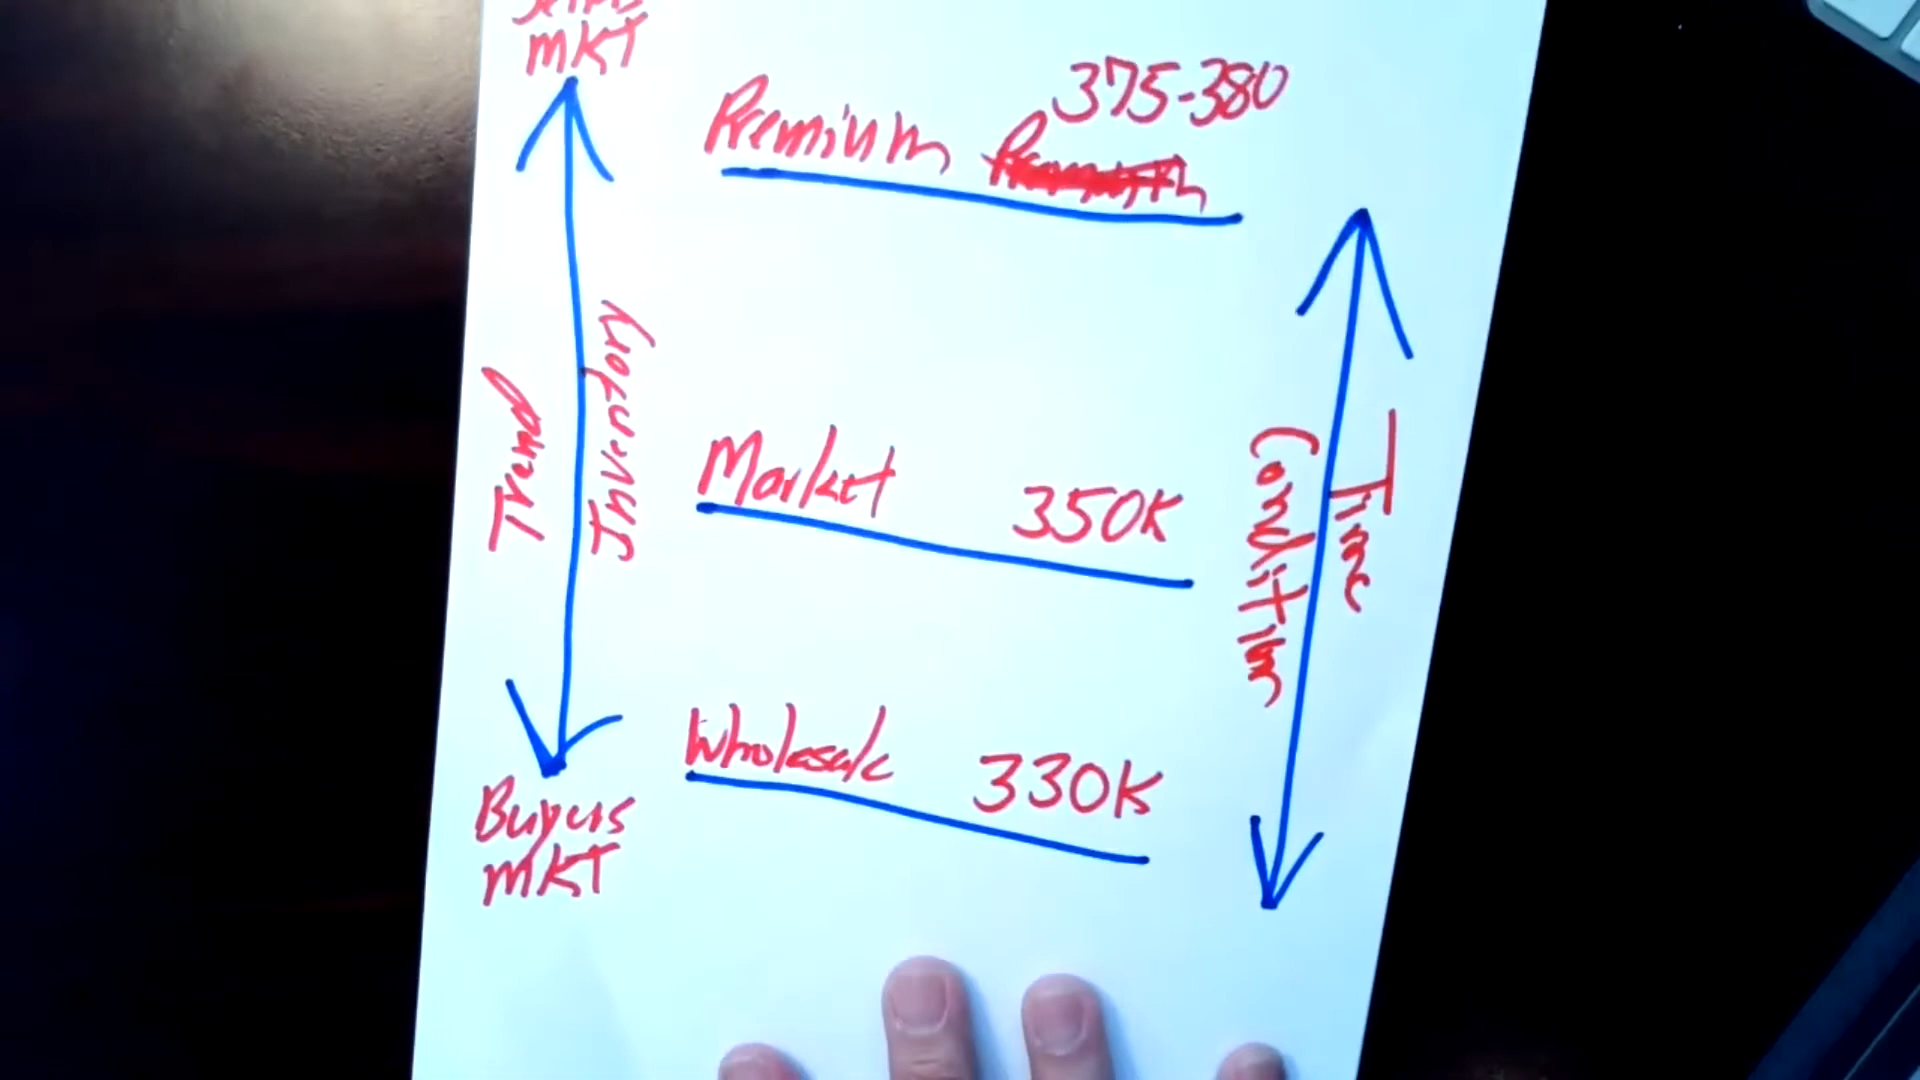 MKT
375-380
Premium
Trend
Inventory
Market 350K
Condition
Time
Wholesale 330K
Buyers
MKT